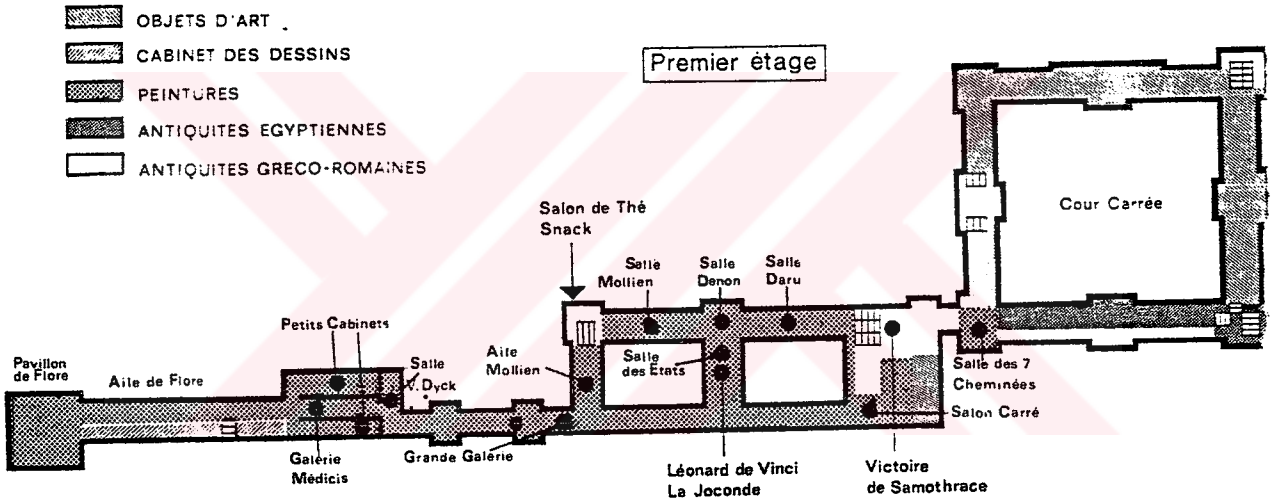 OBJETS D'ART
CABINET DES DESSINS
PEINTURES
ANTIQUITES EGYPTIENNES
ANTIQUITES GRECO-ROMAINES
Premier étage
Cour Carrée
Salon de Thé
Snack
Salle
Mollien
Salle
Denon
Salle
Daru
Petits Cabinets
Pavillon
de Flore
Aile de Flore
Salle
V. Dyck
Aile
Mollien
Salle
des Etats
Salle des 7
Cheminées
Salon Carré
Galerie
Médicis
Grande Galérie
Léonard de Vinci
La Joconde
Victoire
de Samothrace